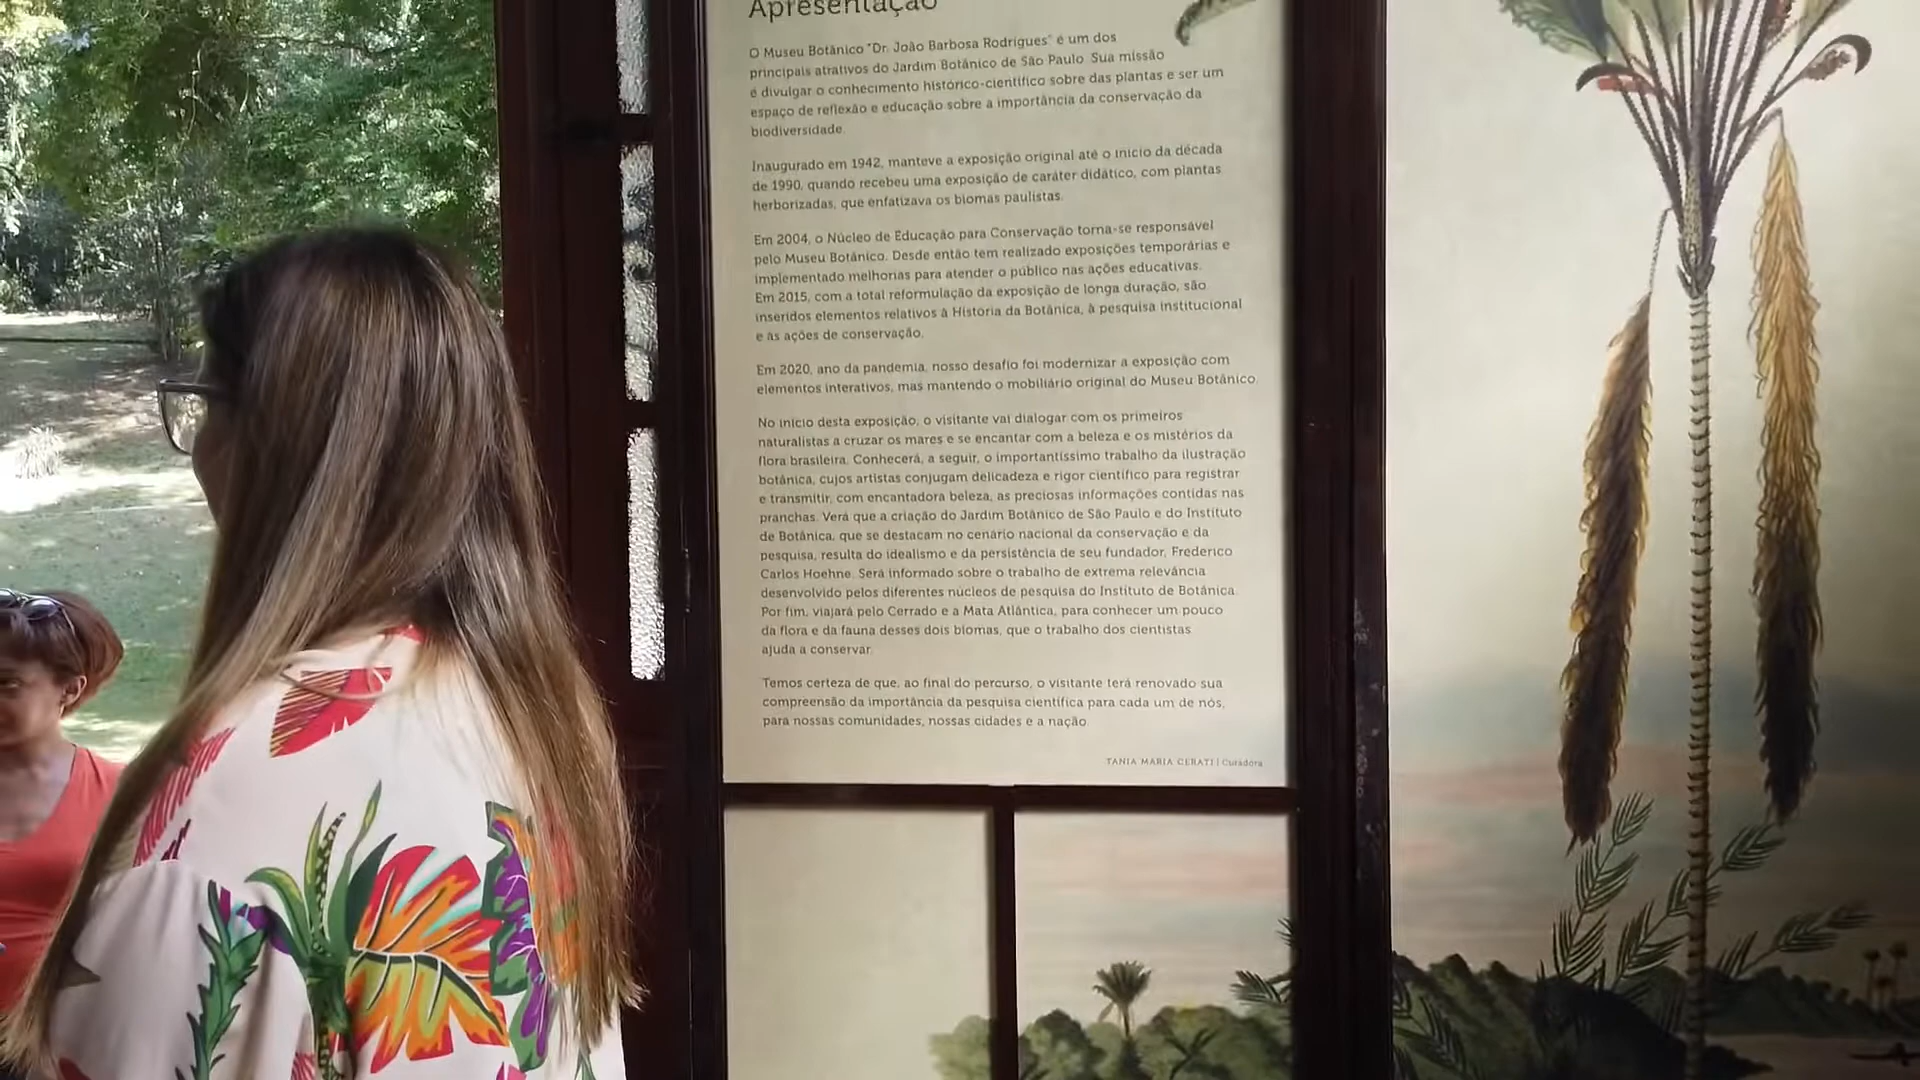 Apresentação
O Museu Botânico "Dr. João Barbosa Rodrigues" é um dos
principais atrativos do Jardim Botânico de São Paulo. Sua missão
é divulgar o conhecimento histórico-científico sobre das plantas e ser um
espaço de reflexão e educação sobre a importância da conservação da
biodiversidade.
Inaugurado em 1942, manteve a exposição original até o início da década
de 1990, quando recebeu uma exposição de caráter didático, com plantas
herborizadas, que enfatizava os biomas paulistas.
Em 2004, o Núcleo de Educação para Conservação torna-se responsável
pelo Museu Botânico. Desde então tem realizado exposições temporárias e
implementado melhorias para atender o público nas ações educativas.
Em 2015, com a total reformulação da exposição de longa duração, são
inseridos elementos relativos à História da Botânica, à pesquisa institucional
e às ações de conservação.
Em 2020, ano da pandemia, nosso desafio foi modernizar a exposição com
elementos interativos, mas mantendo o mobiliário original do Museu Botânico.
No início desta exposição, o visitante vai dialogar com os primeiros
naturalistas a cruzar os mares e se encantar com a beleza e os mistérios da
flora brasileira. Conhecerá, a seguir, o importantíssimo trabalho da ilustração
botânica, cujos artistas conjugam delicadeza e rigor científico para registrar
e transmitir, com encantadora beleza, as preciosas informações contidas nas
pranchas. Verá que a criação do Jardim Botânico de São Paulo e do Instituto
de Botânica, que se destacam no cenário nacional da conservação e da
pesquisa, resulta do idealismo e da persistência de seu fundador, Frederico
Carlos Hoehne. Será informado sobre o trabalho de extrema relevância
desenvolvido pelos diferentes núcleos de pesquisa do Instituto de Botânica.
Por fim, viajará pelo Cerrado e a Mata Atlântica, para conhecer um pouco
da flora e da fauna desses dois biomas, que o trabalho dos cientistas
ajuda a conservar.
Temos certeza de que, ao final do percurso, o visitante terá renovado sua
compreensão da importância da pesquisa científica para cada um de nós,
para nossas comunidades, nossas cidades e a nação.
TANIA MARIA CERATI | Curadora